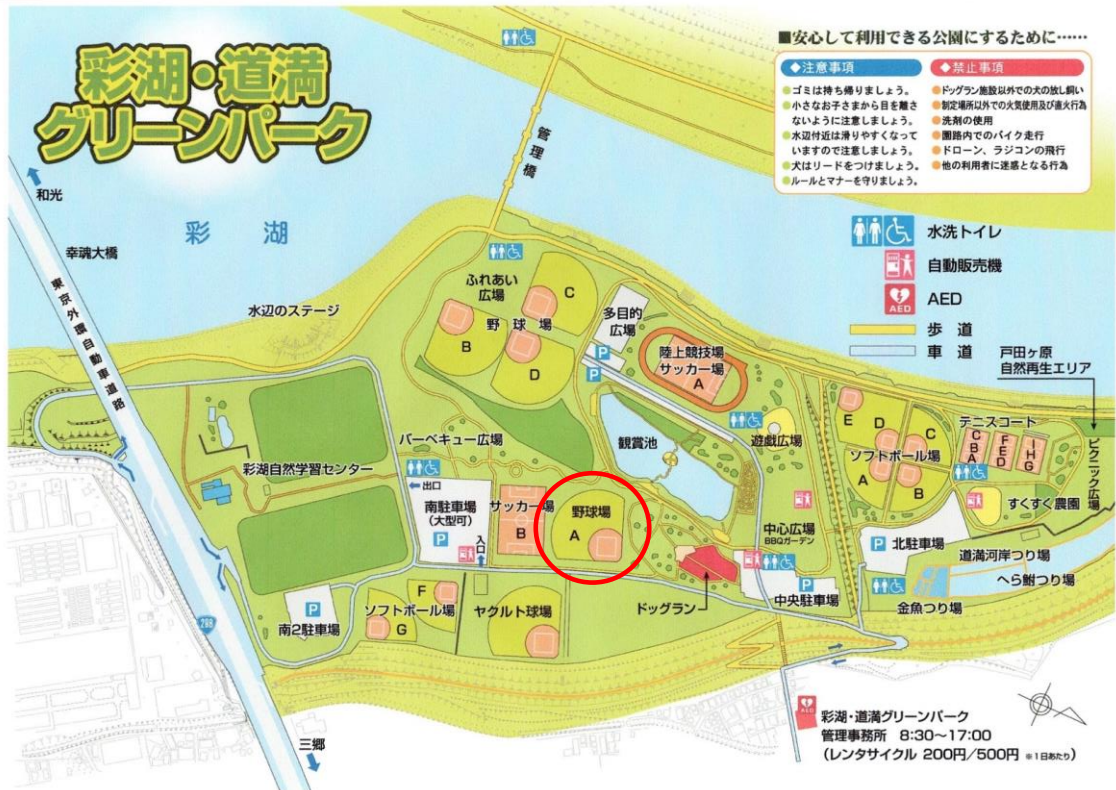 彩湖・道満
グリーンパーク
■安心して利用できる公園にするために……
◆注意事項
●ゴミは持ち帰りましょう。
●小さなお子さまから目を離さ
ないように注意しましょう。
●水辺付近は滑りやすくなって
いますので注意しましょう。
●犬はリードをつけましょう。
●ルールとマナーを守りましょう。
◆禁止事項
●ドッグラン施設以外での犬の放し飼い
●制定場所以外での火気使用及び直火行為
●洗剤の使用
●園路内でのバイク走行
●ドローン、ラジコンの飛行
●他の利用者に迷惑となる行為
水洗トイレ
自動販売機
AED
AED
歩道
車道
管理橋
和光
彩湖
幸魂大橋
東京外環自動車道路
水辺のステージ
ふれあい
広場
C
野球場
B
D
多目的
広場
P
P
陸上競技場
サッカー場
A
戸田ヶ原
自然再生エリア
テニスコート
C
B
A
F
E
D
I
H
G
ピクニック広場
E
D
C
ソフトボール場
A
B
遊戯広場
観賞池
バーベキュー広場
彩湖自然学習センター
出口
南駐車場
(大型可)
P
入口
サッカー場
B
野球場
A
中心広場
BBQガーデン
すくすく農園
P
北駐車場
道満河岸つり場
へら鮒つり場
金魚つり場
P
中央駐車場
ドッグラン
P
南2駐車場
F
ソフトボール場
G
ヤクルト球場
298
三郷
AED
彩湖・道満グリーンパーク
管理事務所 8:30～17:00
(レンタサイクル 200円/500円 ※1日あたり)